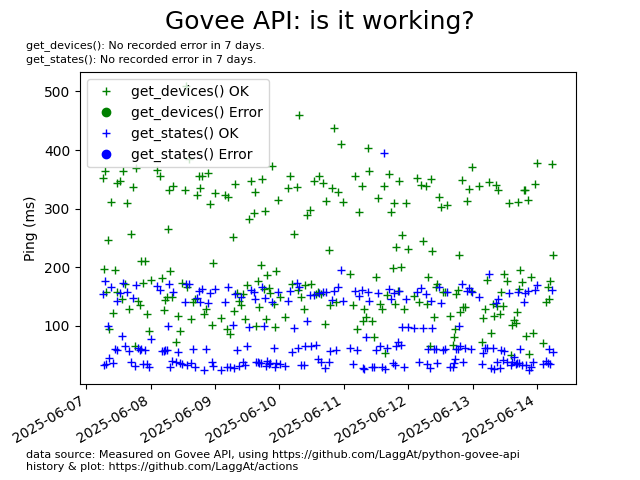 Govee API: is it working?
get_devices(): No recorded error in 7 days.
get_states(): No recorded error in 7 days.
get_devices() OK
get_devices() Error
get_states() OK
get_states() Error
Ping (ms)
500
400
300
200
100
2025-06-07
2025-06-08
2025-06-09
2025-06-10
2025-06-11
2025-06-12
2025-06-13
2025-06-14
data source: Measured on Govee API, using https://github.com/LaggAt/python-govee-api
history & plot: https://github.com/LaggAt/actions